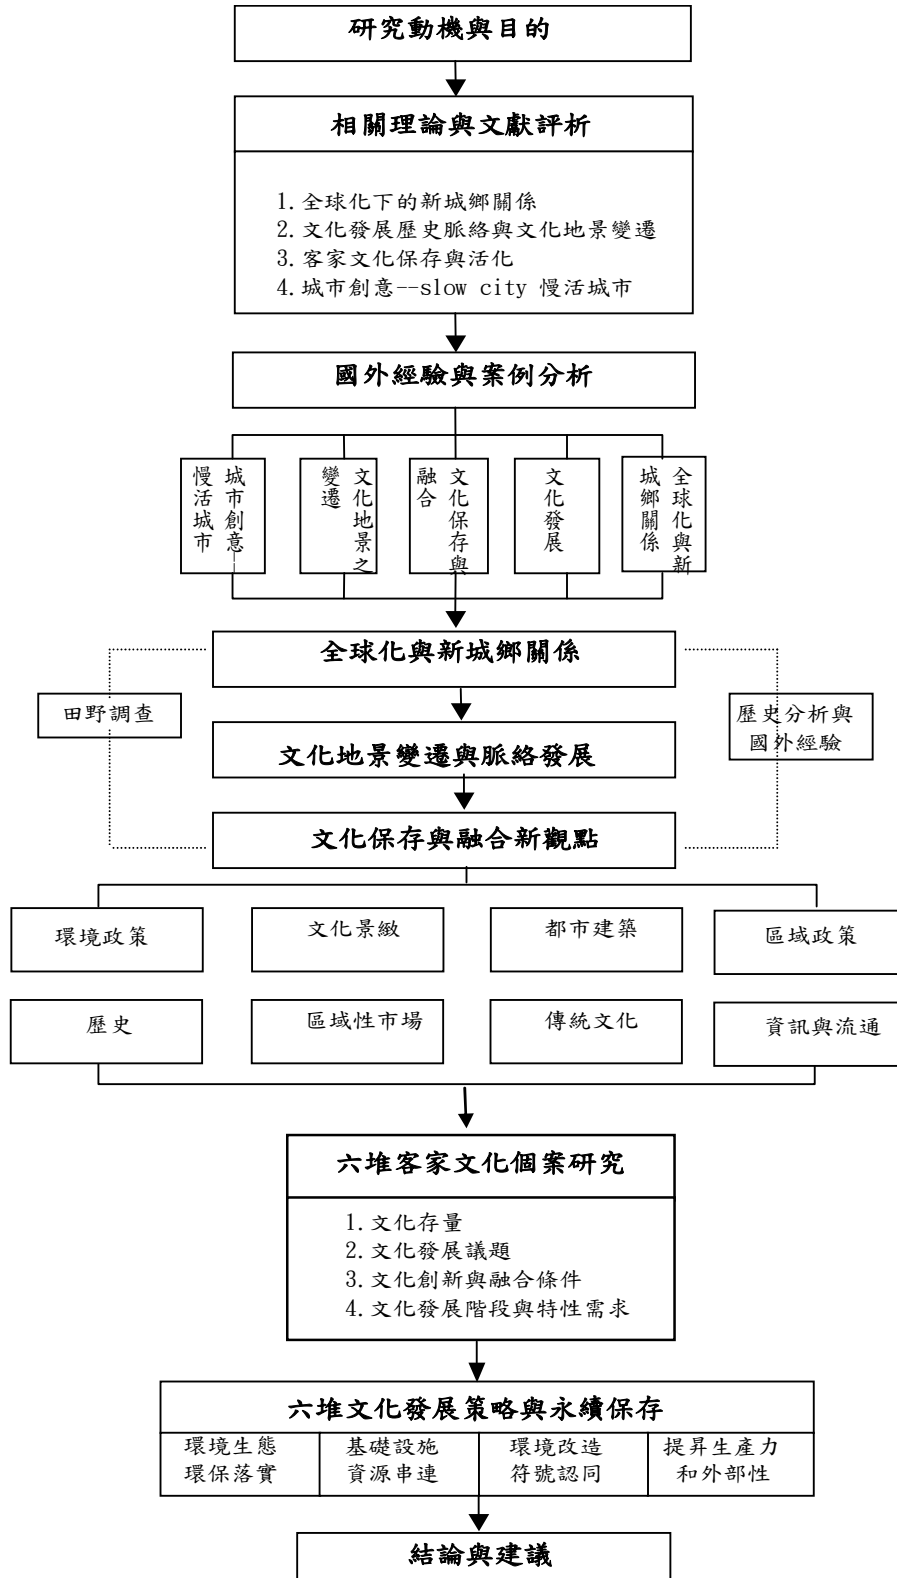 研究動機與目的
相關理論與文獻評析
1.全球化下的新城鄉關係
2.文化發展歷史脈絡與文化地景變遷
3.客家文化保存與活化
4.城市創意--slow city 慢活城市
國外經驗與案例分析
城市創意--
慢活城市
文化地景之
變遷
文化保存與
融合
文化發展
全球化與新
城鄉關係
全球化與新城鄉關係
田野調查
歷史分析與
國外經驗
文化地景變遷與脈絡發展
文化保存與融合新觀點
環境政策
文化景緻
都市建築
區域政策
歷史
區域性市場
傳統文化
資訊與流通
六堆客家文化個案研究
1.文化存量
2.文化發展議題
3.文化創新與融合條件
4.文化發展階段與特性需求
六堆文化發展策略與永續保存
環境生態
環保落實
基礎設施
資源串連
環境改造
符號認同
提昇生產力
和外部性
結論與建議